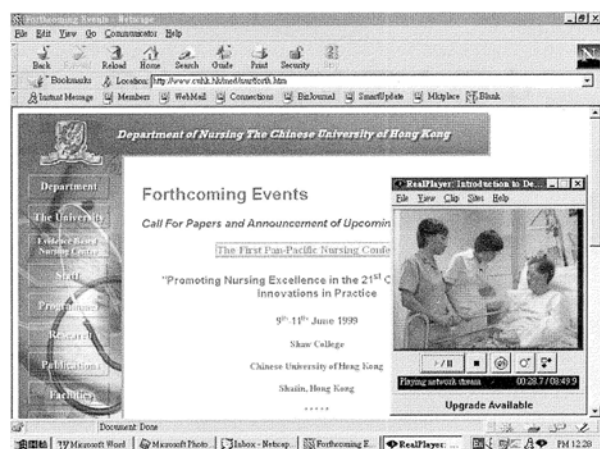 Forthcoming Events - Netscape
File Edit View Go Communicator Help
Back Reload Home Search Guide Print Security Stop
Bookmarks Location: http://www.cuhk.hk/med/nur/forth.htm
Instant Message Members WebMail Connections BizJournal SmartUpdate Mktplace Blank
Department of Nursing The Chinese University of Hong Kong
Department
The University
Evidence Based
Nursing Centre
Staff
Programmes
Research
Publications
Facilities
Forthcoming Events
Call For Papers and Announcement of Upcomin
The First Pan-Pacific Nursing Confe
"Promoting Nursing Excellence in the 21st C
Innovations in Practice
9th-11th June 1999
Shaw College
Chinese University of Hong Kong
Shatin, Hong Kong
*****
RealPlayer: Introduction to De...
File View Clip Sites Help
Playing network stream 00:28.7 / 08:49.9
Upgrade Available
Document: Done
Microsoft Word Microsoft Photo... Inbox - Netscap... Forthcoming E... RealPlayer: ... PM 12:28